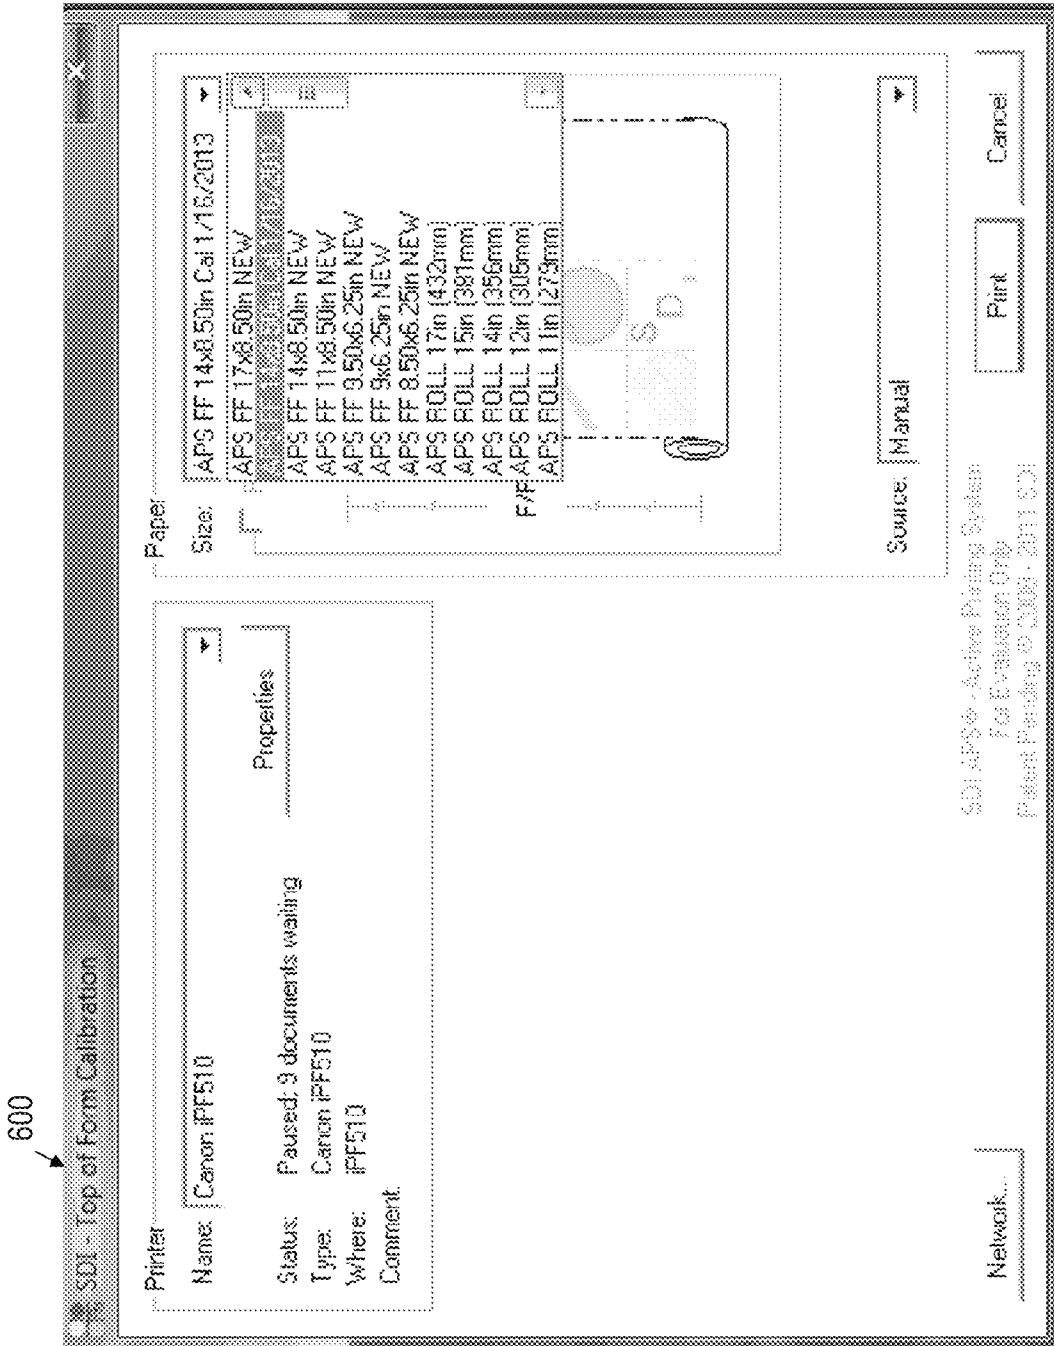 600
SDI - Top of Form Calibration
Printer
Name: Canon iPF510
Properties
Status: Paused: 9 documents waiting
Type: Canon iPF510
Where: iPF510
Comment:
Paper
Size: APS FF 14x8.50in Cal 1/16/2013
APS FF 17x8.50in NEW
APS FF 14x8.50in NEW
APS FF 11x8.50in NEW
APS FF 9.50x6.25in NEW
APS FF 9x6.25in NEW
APS FF 8.50x6.25in NEW
APS ROLL 17in (432mm)
APS ROLL 15in (381mm)
APS ROLL 14in (356mm)
APS ROLL 12in (305mm)
APS ROLL 11in (279mm)
S
D
I
Source: Manual
SDI APS® - Active Printing System
For Evaluation Only
Patent Pending © 2008 - 2011 SDI
Network...
Print
Cancel